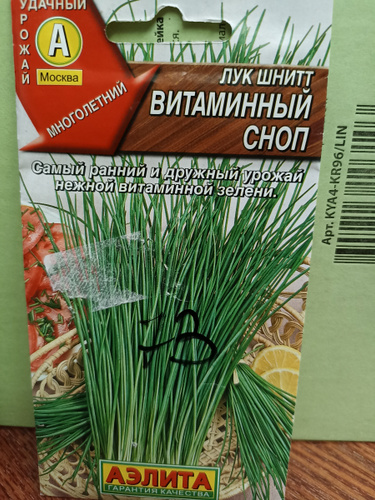 УДАЧНЫЙ
УРОЖАЙ
А
Москва
МНОГОЛЕТНИЙ
ЛУК ШНИТТ
ВИТАМИННЫЙ
СНОП
Самый ранний и дружный урожай
нежной витаминной зелени.
АЭЛИТА
ГАРАНТИЯ КАЧЕСТВА
Арт. KYA4-KR96/LIN